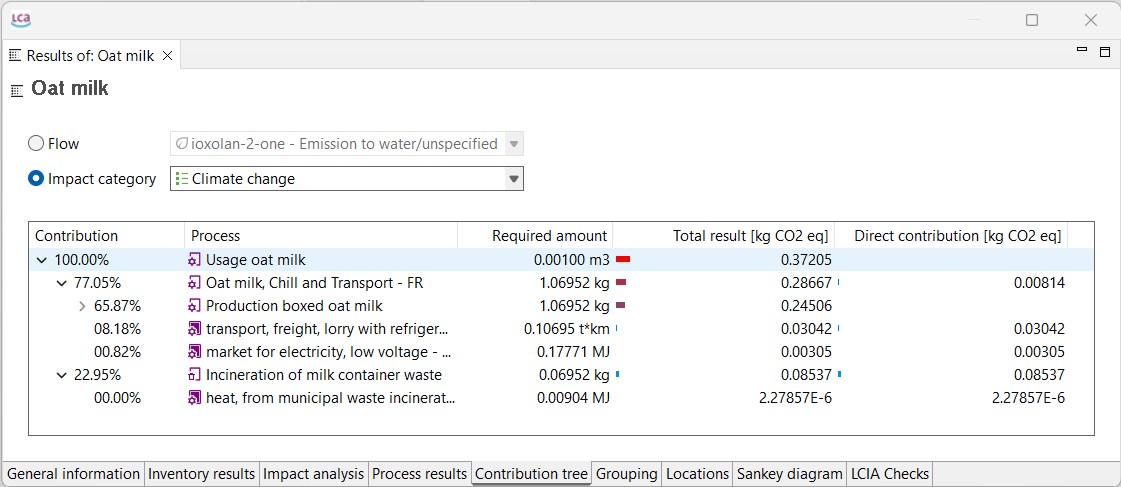 LCA
Results of: Oat milk
Oat milk
Flow ioxolan-2-one - Emission to water/unspecified
Impact category Climate change
Contribution Process Required amount Total result [kg CO2 eq] Direct contribution [kg CO2 eq]
100.00% Usage oat milk 0.00100 m3 0.37205
77.05% Oat milk, Chill and Transport - FR 1.06952 kg 0.28667 0.00814
65.87% Production boxed oat milk 1.06952 kg 0.24506
08.18% transport, freight, lorry with refriger... 0.10695 t*km 0.03042 0.03042
00.82% market for electricity, low voltage - ... 0.17771 MJ 0.00305 0.00305
22.95% Incineration of milk container waste 0.06952 kg 0.08537 0.08537
00.00% heat, from municipal waste incinerat... 0.00904 MJ 2.27857E-6 2.27857E-6
General information Inventory results Impact analysis Process results Contribution tree Grouping Locations Sankey diagram LCIA Checks